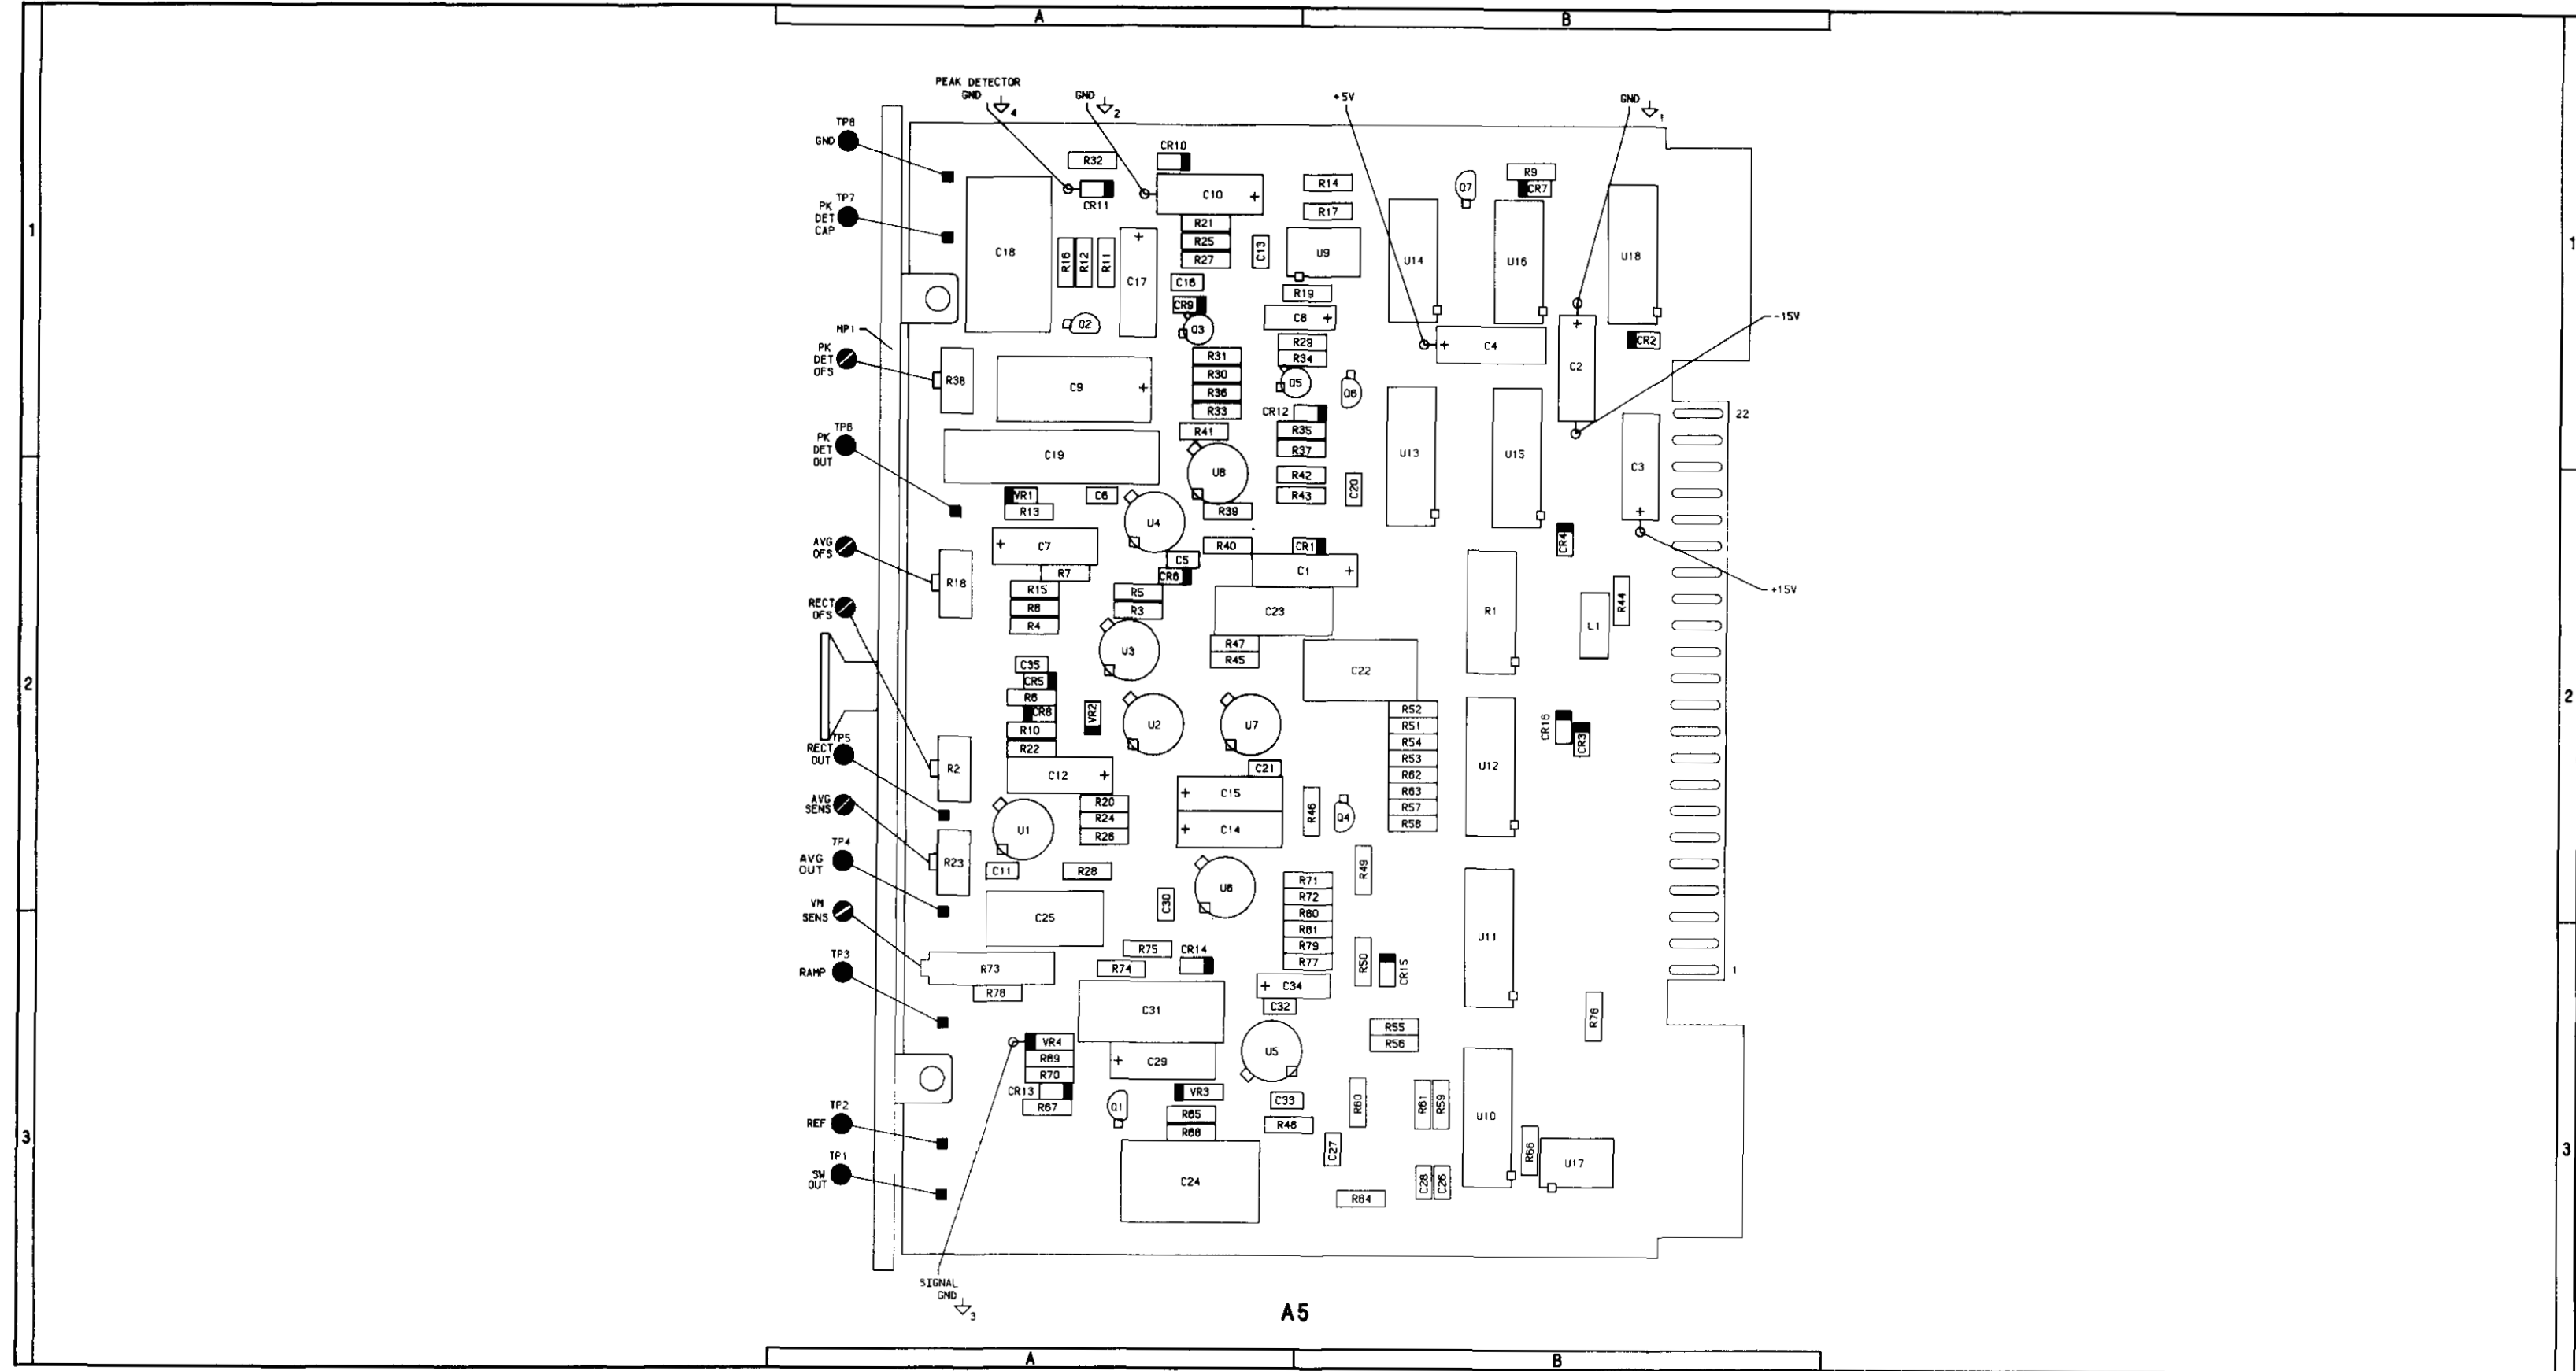 A
B
PEAK DETECTOR
GND 4
GND 2
+5V
GND 1
TP8
GND
R32
CR10
R9
Q7
CR7
R14
C10 +
CR11
TP7
PK
DET
CAP
R17
R21
R25
R27
C13
U9
C18
R16
R12
R11
+
C17
U14
U16
U18
1
1
C16
R19
CR9
C8 +
Q2
Q3
MP1
-15V
+
R29
R34
+ C4
CR2
PK
DET
OFS
R31
R30
R36
R33
R38
C9 +
Q5
Q6
C2
CR12
R35
R37
22
TP6
PK
DET
OUT
R41
C19
U13
U15
C3
+
U8
R42
R43
C20
VR1
R13
C6
R39
U4
AVG
OFS
+ C7
R40
CR1
CR4
C5
CR6
C1 +
R7
R18
R15
R8
R4
R5
R3
C23
R1
R44
L1
+15V
RECT
OFS
U3
R47
R45
C35
CR5
R6
CR8
R10
R22
C22
2
2
VR2
U2
U7
R52
R51
R54
R53
R62
R63
R57
R58
CR16
CR3
U12
TP5
RECT
OUT
R2
C12 +
C21
+ C15
+ C14
R46
Q4
AVG
SENS
R20
R24
R26
U1
TP4
AVG
OUT
R23
C11
R28
U6
R49
R71
R72
R80
R81
R79
R77
VM
SENS
C25
C30
U11
R75
CR14
R50
CR15
TP3
RAMP
R73
R74
R78
1
+ C34
C32
C31
R76
R55
R56
VR4
R69
R70
CR13
R67
+ C29
U5
VR3
Q1
R65
R68
C33
R48
R60
R61
R59
U10
TP2
REF
C27
R66
U17
3
3
TP1
SW
OUT
C24
C28
C26
R64
SIGNAL
GND 3
A5
A
B